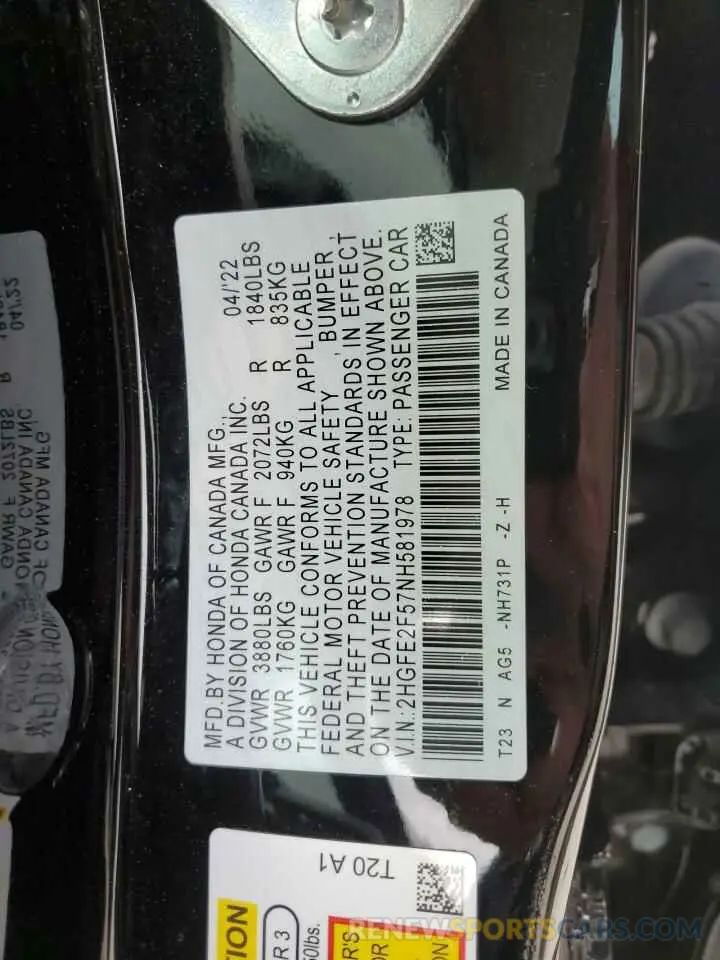 MFD.BY HONDA OF CANADA MFG.,
A DIVISION OF HONDA CANADA INC. 04/'22
GVWR 3880LBS GAWR F 2072LBS R 1840LBS
GVWR 1760KG GAWR F 940KG R 835KG
THIS VEHICLE CONFORMS TO ALL APPLICABLE
FEDERAL MOTOR VEHICLE SAFETY , BUMPER ,
AND THEFT PREVENTION STANDARDS IN EFFECT
ON THE DATE OF MANUFACTURE SHOWN ABOVE.
V.I.N.:2HGFE2F57NH581978 TYPE: PASSENGER CAR
T23 N AG5 -NH731P -Z -H MADE IN CANADA
T20 A1
R 3
RENEWSPORTSCARS.COM